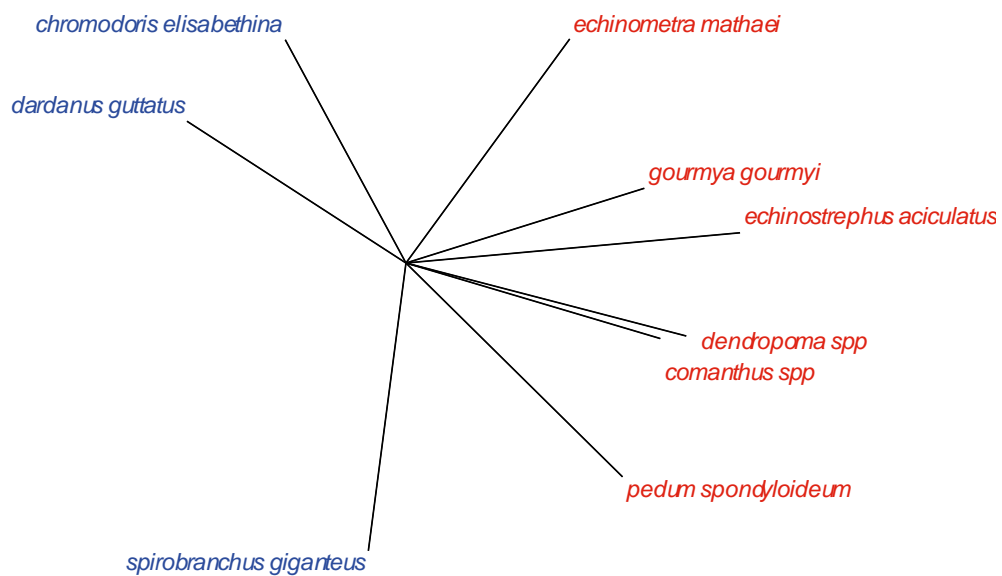 chromodoris elisabethina
echinometra mathaei
dardanus guttatus
gourmya gourmyi
echinostrephus aciculatus
dendropoma spp
comanthus spp
pedum spondyloideum
spirobranchus giganteus